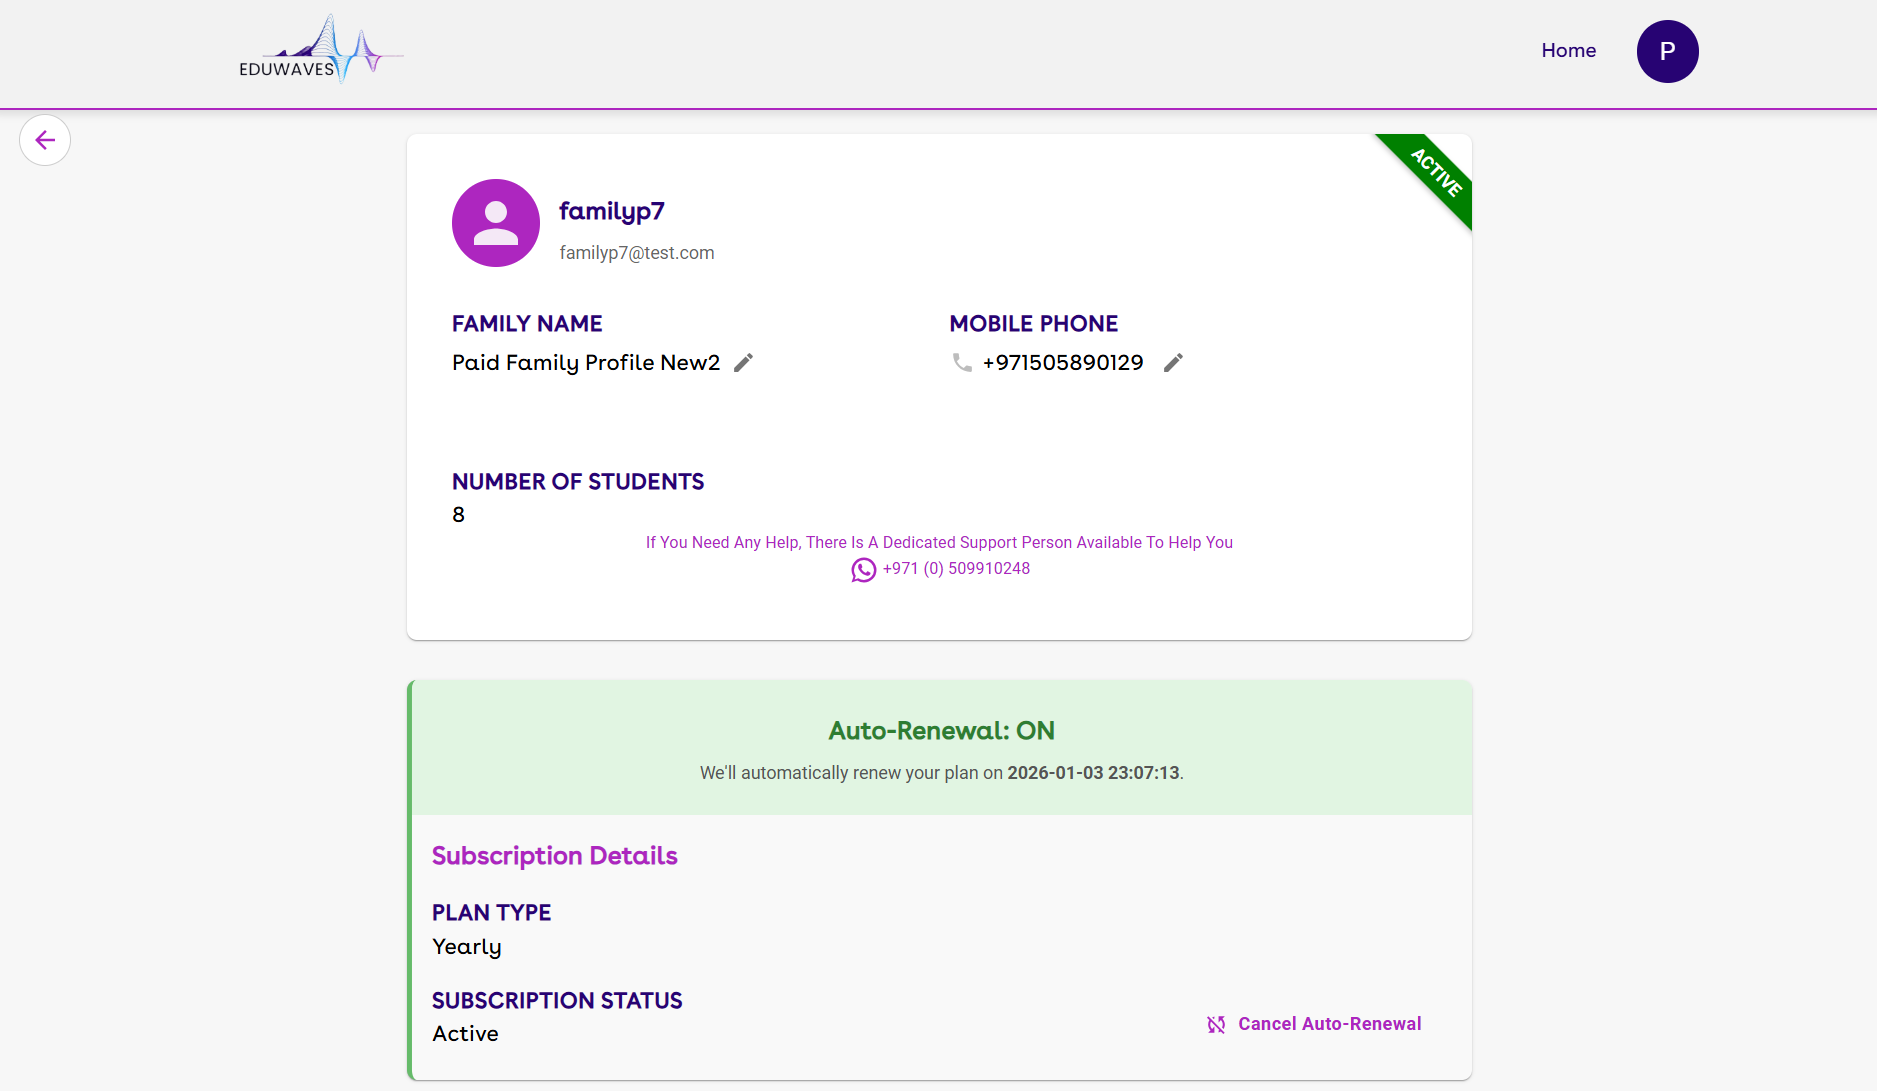 EDUWAVES
Home
P
ACTIVE
familyp7
familyp7@test.com
FAMILY NAME
Paid Family Profile New2
MOBILE PHONE
+971505890129
NUMBER OF STUDENTS
8
If You Need Any Help, There Is A Dedicated Support Person Available To Help You
+971 (0) 509910248
Auto-Renewal: ON
We'll automatically renew your plan on 2026-01-03 23:07:13.
Subscription Details
PLAN TYPE
Yearly
SUBSCRIPTION STATUS
Active
Cancel Auto-Renewal